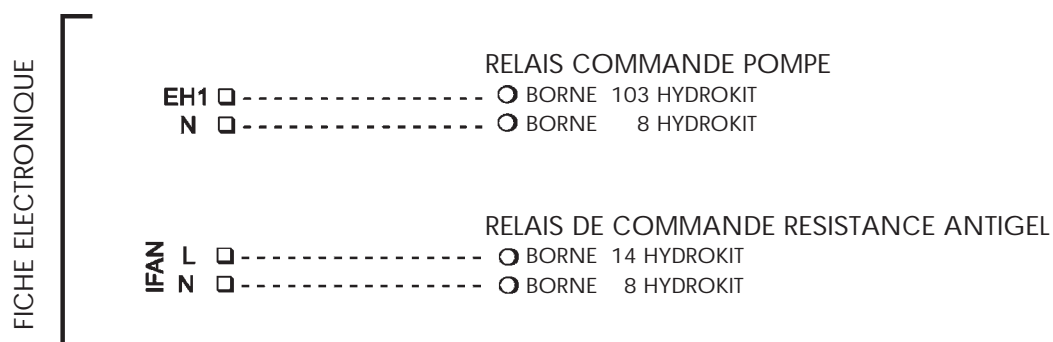 FICHE ELECTRONIQUE
RELAIS COMMANDE POMPE
EH1 BORNE 103 HYDROKIT
N BORNE 8 HYDROKIT
RELAIS DE COMMANDE RESISTANCE ANTIGEL
IFAN
L BORNE 14 HYDROKIT
N BORNE 8 HYDROKIT